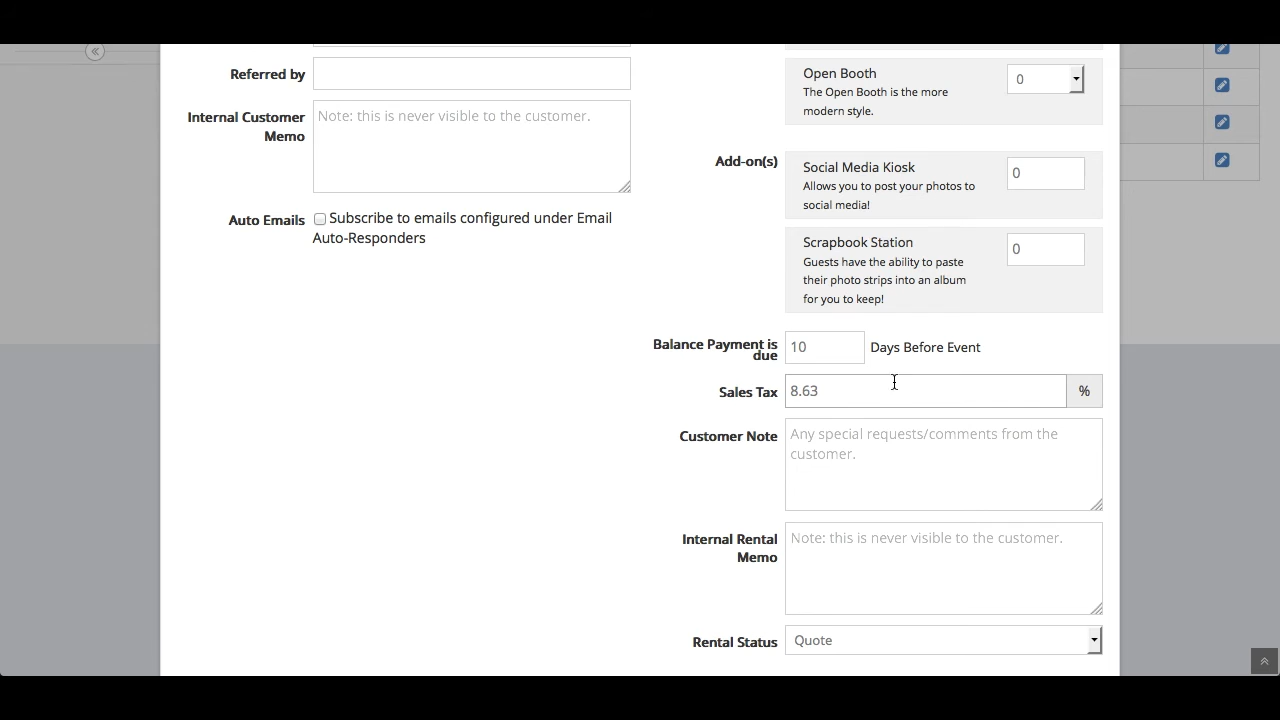 Referred by
Internal Customer
Memo
Note: this is never visible to the customer.
Auto Emails
Subscribe to emails configured under Email
Auto-Responders
Open Booth
The Open Booth is the more
modern style.
0
Add-on(s)
Social Media Kiosk
Allows you to post your photos to
social media!
0
Scrapbook Station
Guests have the ability to paste
their photo strips into an album
for you to keep!
0
Balance Payment is
due
10
Days Before Event
Sales Tax
8.63
%
Customer Note
Any special requests/comments from the
customer.
Internal Rental
Memo
Note: this is never visible to the customer.
Rental Status
Quote